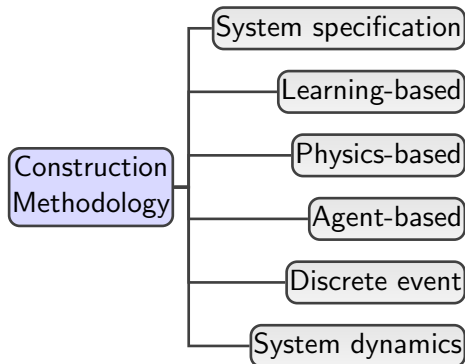 System specification
Learning-based
Physics-based
Construction
Methodology
Agent-based
Discrete event
System dynamics